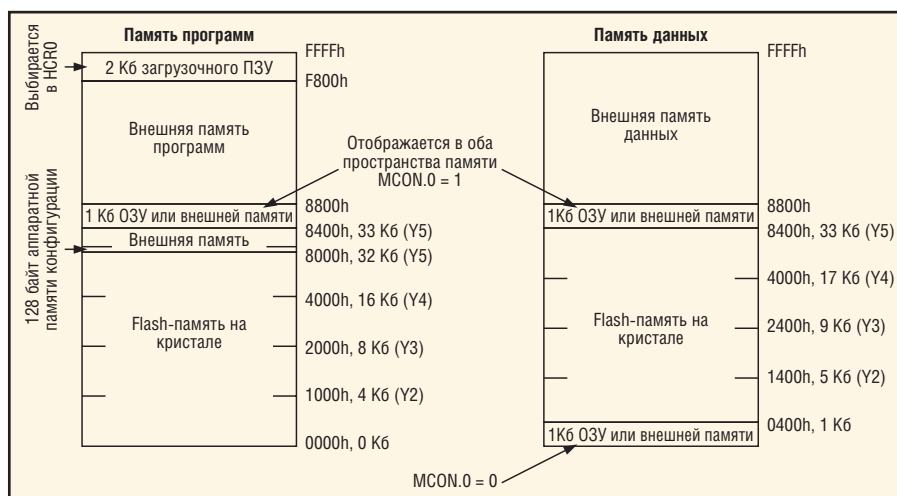 Память программ
Выбирается
в HCR0
FFFFh
2 Кб загрузочного ПЗУ
F800h
Внешняя память
программ
Отображается в оба
пространства памяти
MCON.0 = 1
8800h
1 Кб ОЗУ или внешней памяти
8400h, 33 Кб (Y5)
Внешняя память
8000h, 32 Кб (Y5)
128 байт аппаратной
памяти конфигурации
4000h, 16 Кб (Y4)
Flash-память на
кристале
2000h, 8 Кб (Y3)
1000h, 4 Кб (Y2)
0000h, 0 Кб
Память данных
FFFFh
Внешняя память
данных
8800h
1Кб ОЗУ или внешней памяти
8400h, 33 Кб (Y5)
4000h, 17 Кб (Y4)
Flash-память на
кристале
2400h, 9 Кб (Y3)
1400h, 5 Кб (Y2)
0400h, 1 Кб
1Кб ОЗУ или внешней памяти
MCON.0 = 0